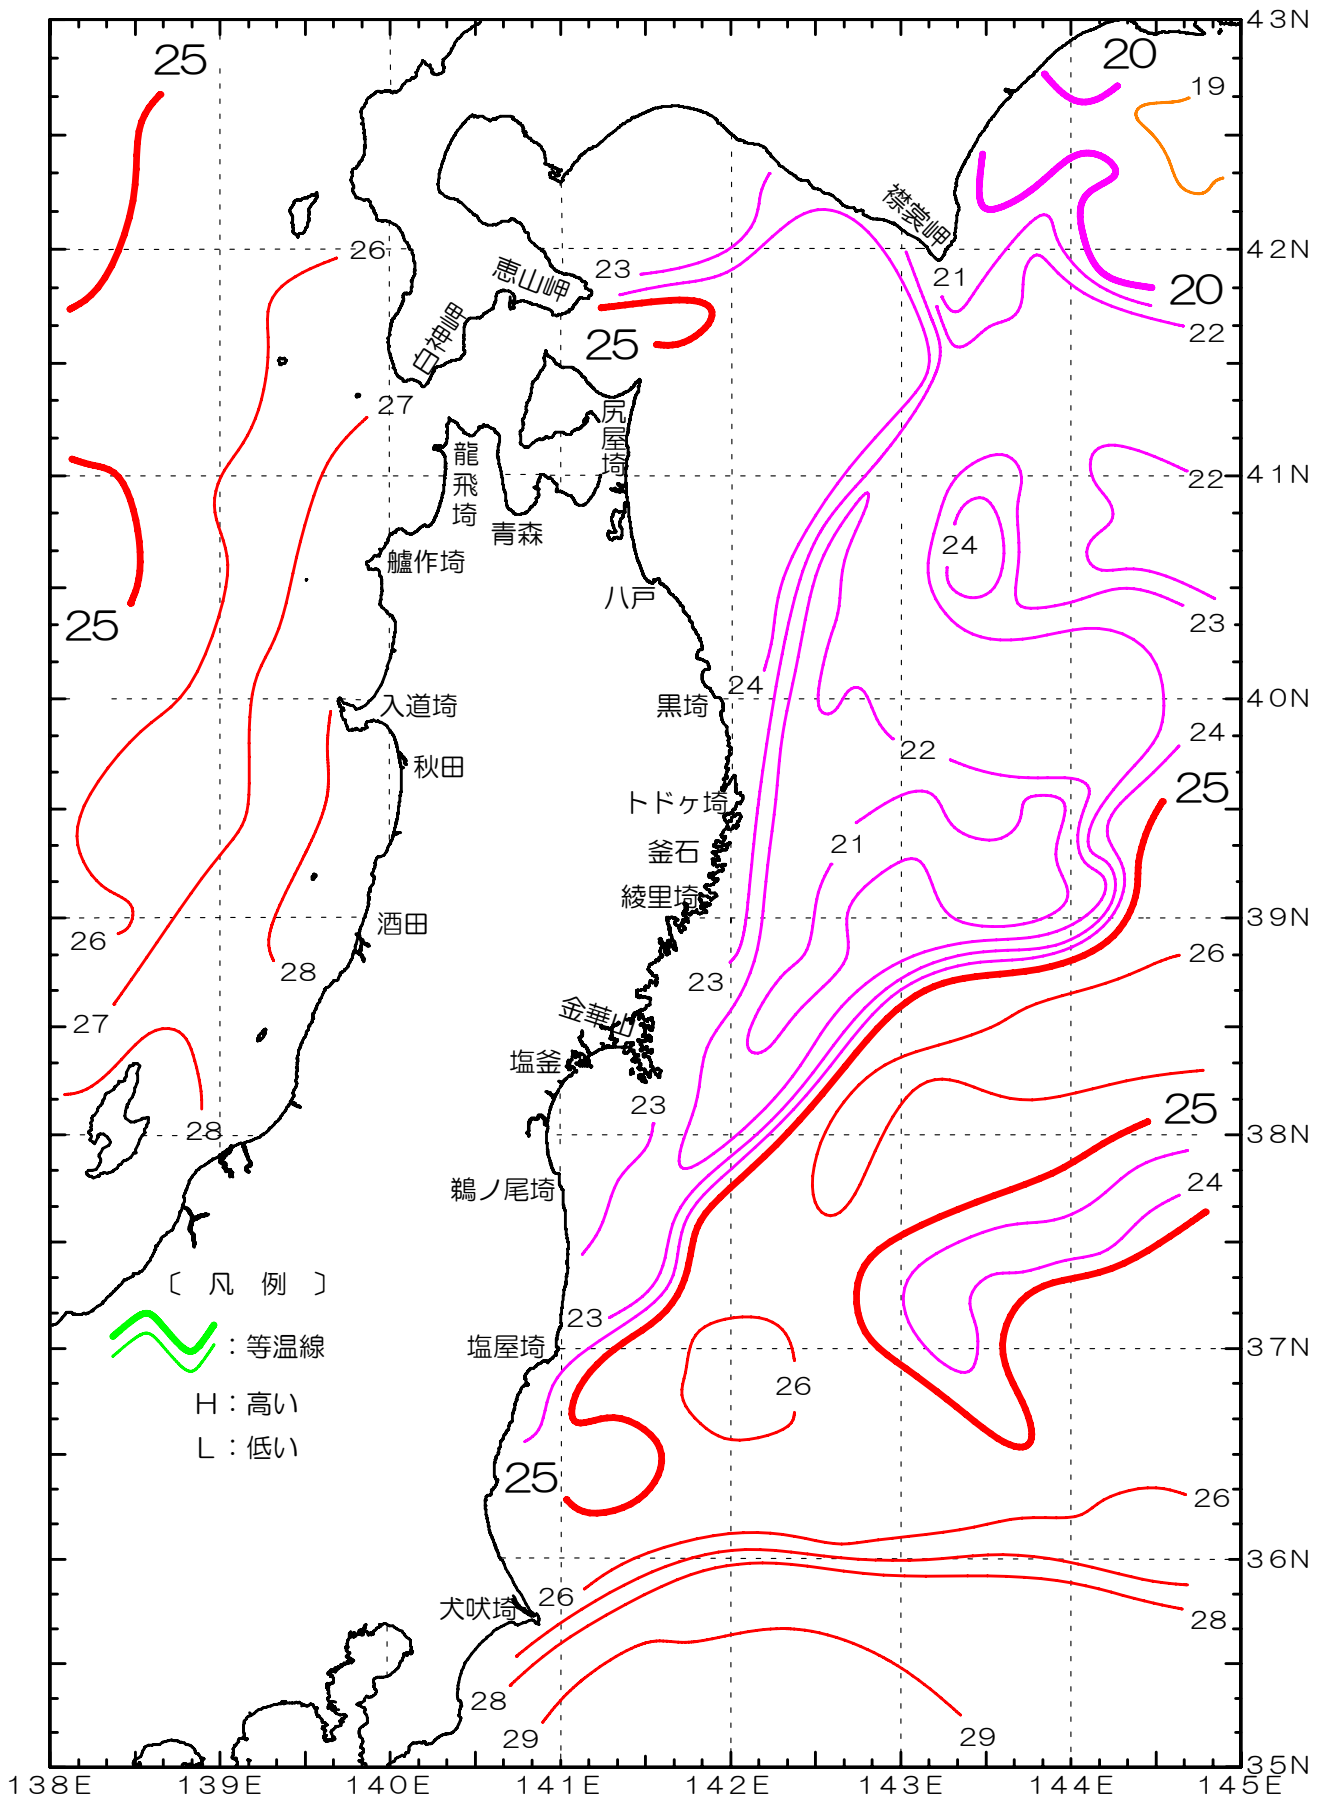 43N
20
25
19
襟裳岬
26
42N
恵山岬
23
21
20
白神岬
25
22
27
尻屋埼
龍飛埼
41N
22
青森
24
艫作埼
八戸
25
23
24
入道埼
黒埼
40N
24
22
秋田
25
トドヶ埼
21
釜石
綾里埼
酒田
39N
26
26
28
23
金華山
27
塩釜
23
25
28
38N
鵜ノ尾埼
24
〔 凡 例 〕
23
:等温線
塩屋埼
37N
26
H:高い
L:低い
25
26
36N
26
犬吠埼
28
28
29
29
35N
138E 139E 140E 141E 142E 143E 144E 145E